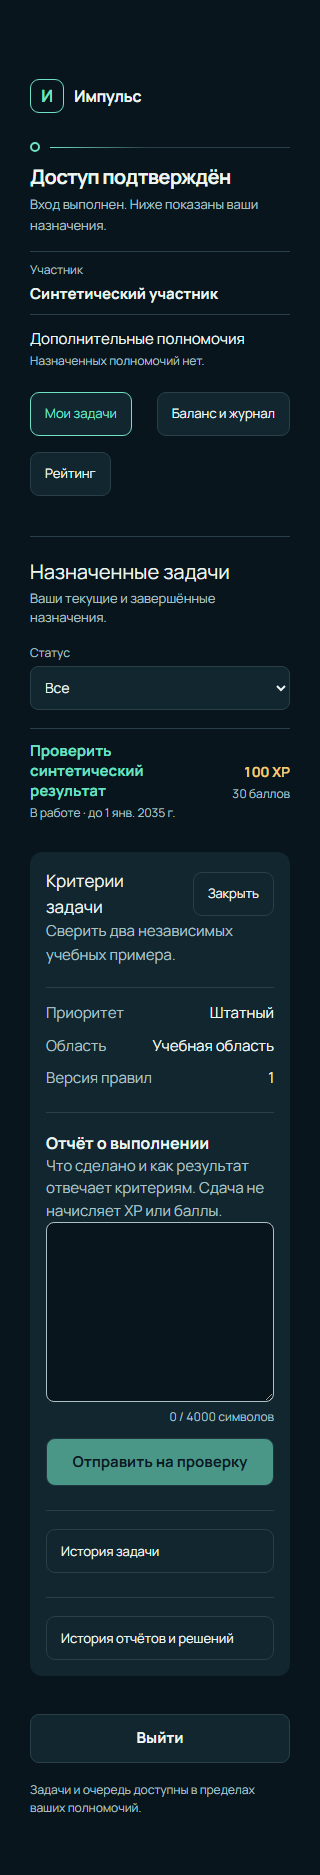 И Импульс
Доступ подтверждён
Вход выполнен. Ниже показаны ваши
назначения.
Участник
Синтетический участник
Дополнительные полномочия
Назначенных полномочий нет.
Мои задачи
Баланс и журнал
Рейтинг
Назначенные задачи
Ваши текущие и завершённые
назначения.
Статус
Все
Проверить
синтетический
результат
100 XP
30 баллов
В работе · до 1 янв. 2035 г.
Критерии
задачи
Закрыть
Сверить два независимых
учебных примера.
Приоритет Штатный
Область Учебная область
Версия правил 1
Отчёт о выполнении
Что сделано и как результат
отвечает критериям. Сдача не
начисляет XP или баллы.
0 / 4000 символов
Отправить на проверку
История задачи
История отчётов и решений
Выйти
Задачи и очередь доступны в пределах
ваших полномочий.